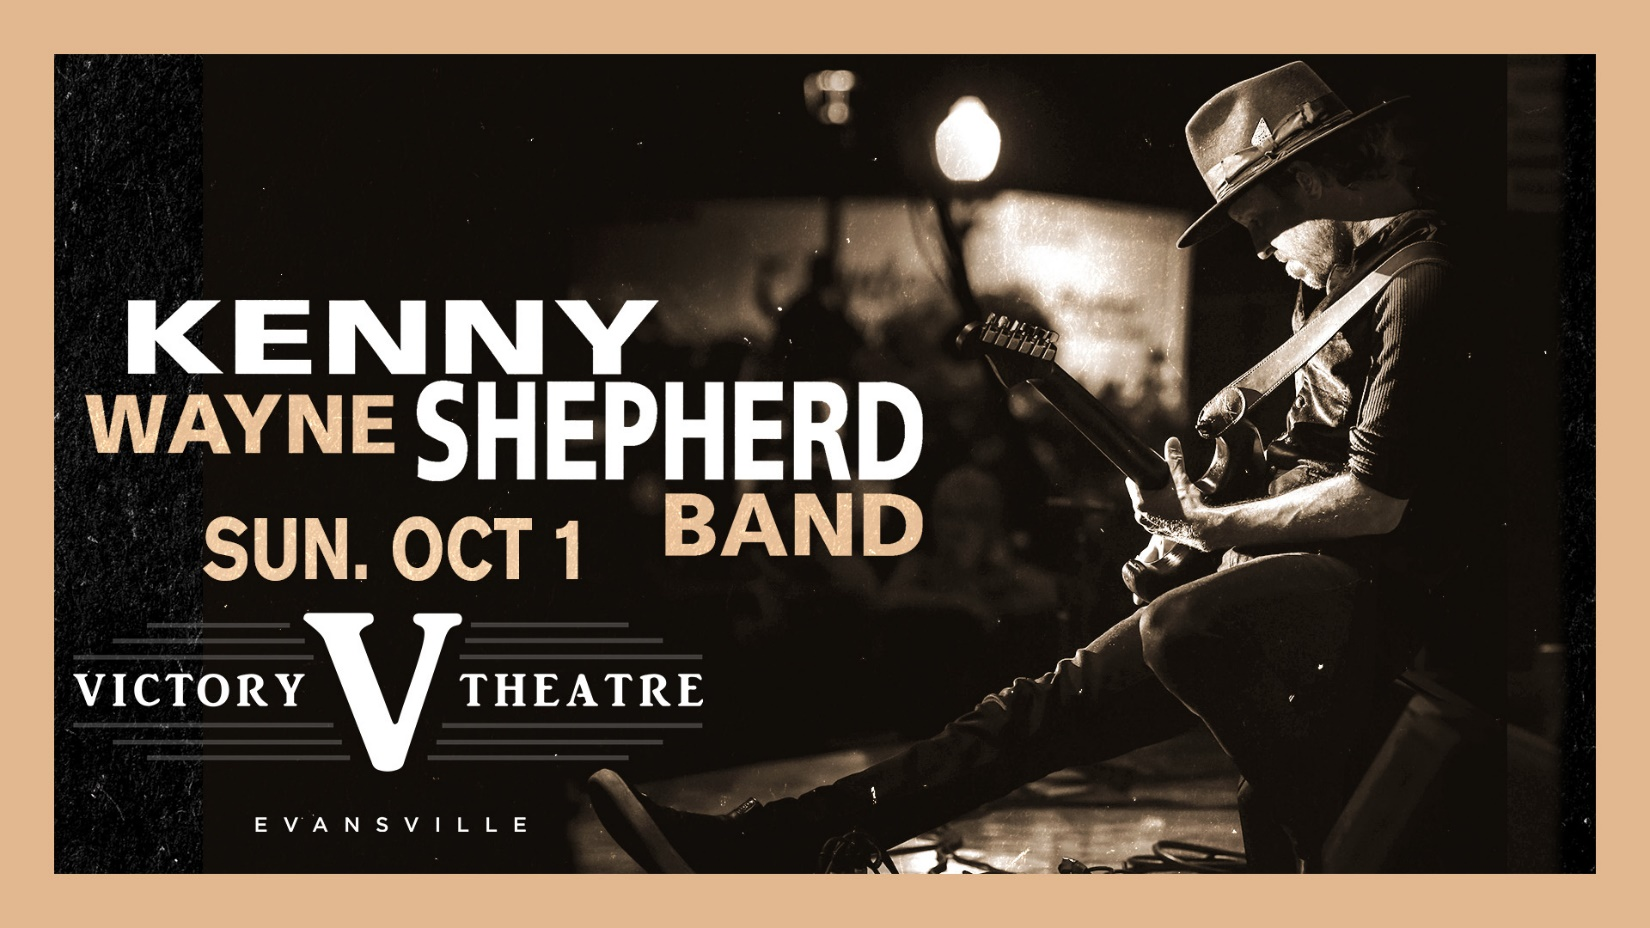 KENNY
WAYNE SHEPHERD
BAND
SUN. OCT 1
VICTORY V THEATRE
EVANSVILLE